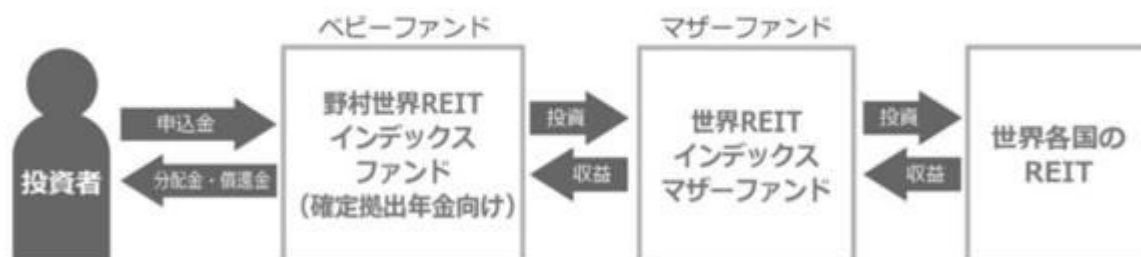 ベビーファンド
マザーファンド
投資者
申込金
分配金・償還金
野村世界REIT
インデックス
ファンド
（確定拠出年金向け）
投資
収益
世界REIT
インデックス
マザーファンド
投資
収益
世界各国の
REIT